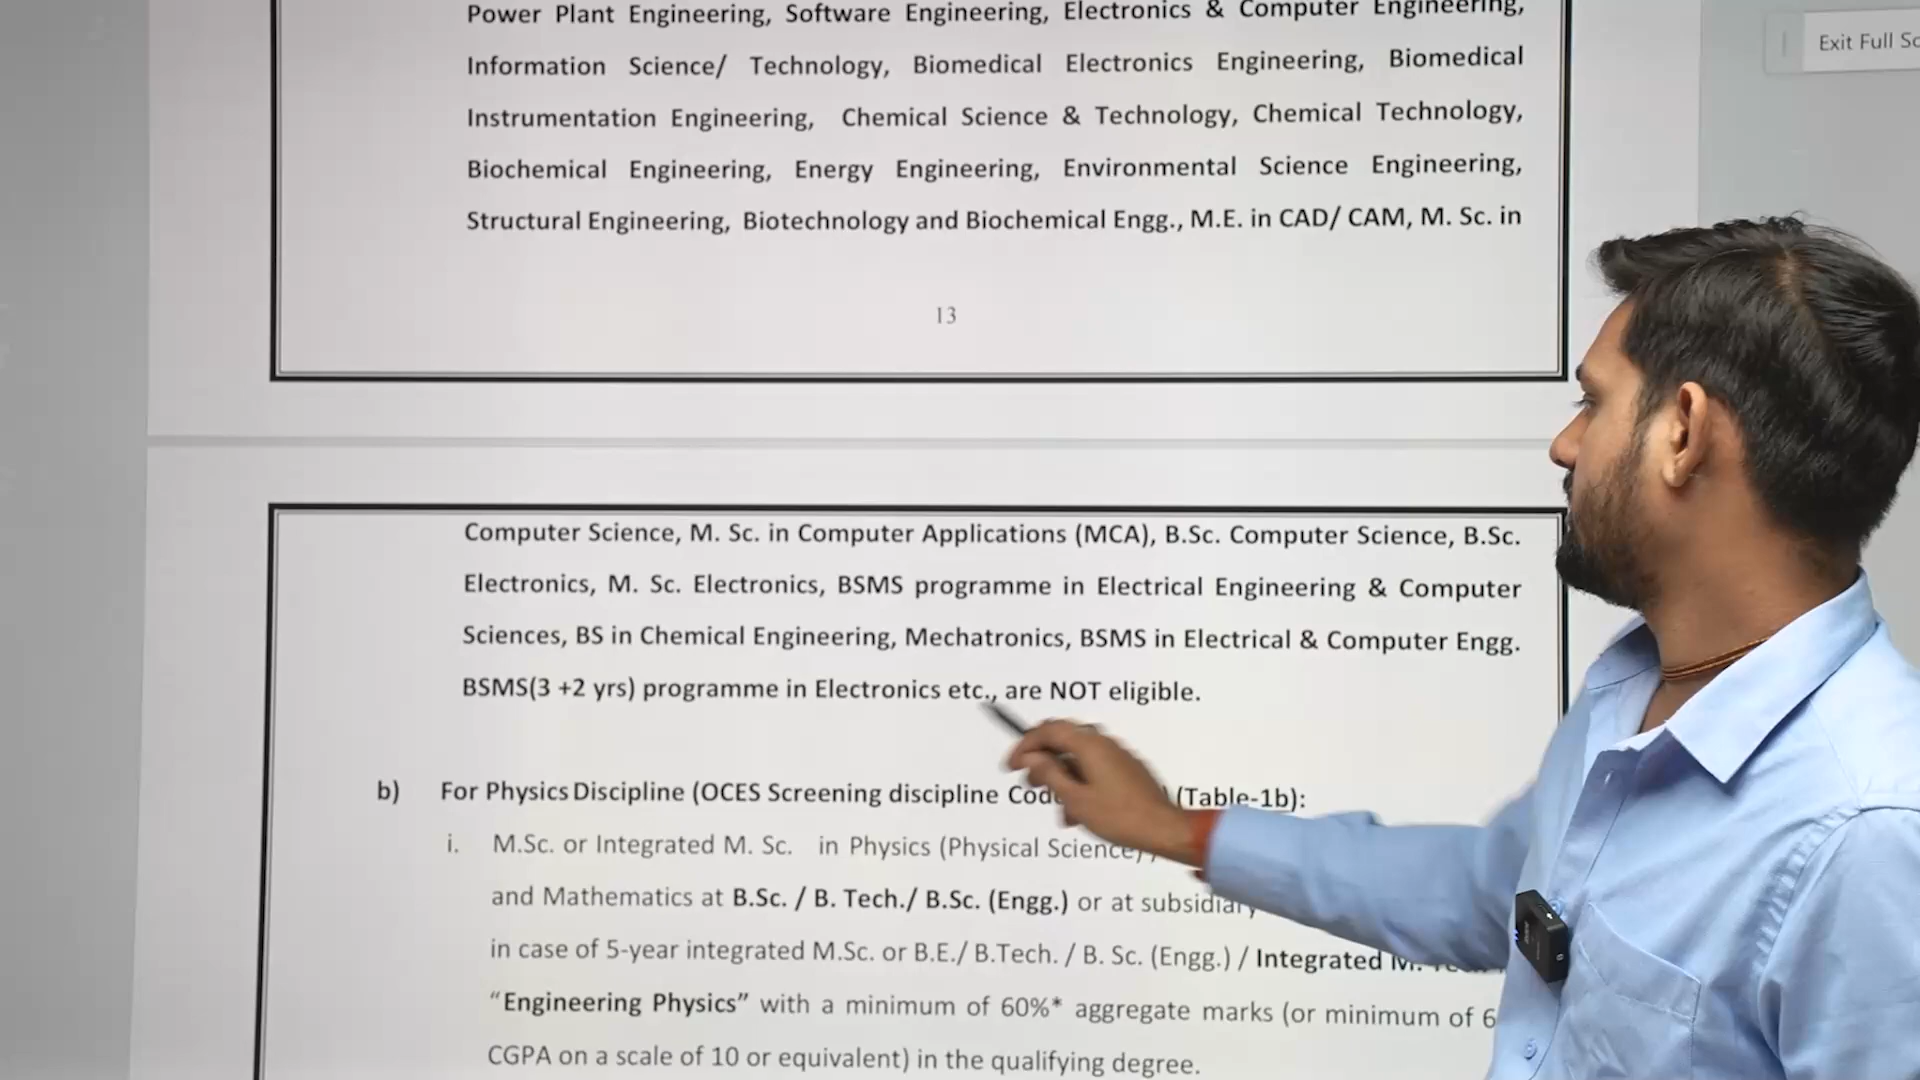 Power Plant Engineering, Software Engineering, Electronics & Computer Engineering,
Information Science/ Technology, Biomedical Electronics Engineering, Biomedical
Instrumentation Engineering, Chemical Science & Technology, Chemical Technology,
Biochemical Engineering, Energy Engineering, Environmental Science Engineering,
Structural Engineering, Biotechnology and Biochemical Engg., M.E. in CAD/ CAM, M. Sc. in
13
Computer Science, M. Sc. in Computer Applications (MCA), B.Sc. Computer Science, B.Sc.
Electronics, M. Sc. Electronics, BSMS programme in Electrical Engineering & Computer
Sciences, BS in Chemical Engineering, Mechatronics, BSMS in Electrical & Computer Engg.
BSMS(3 +2 yrs) programme in Electronics etc., are NOT eligible.
b) For Physics Discipline (OCES Screening discipline (Table-1b):
i. M.Sc. or Integrated M. Sc. in Physics (Physical Science)
and Mathematics at B.Sc. / B. Tech./ B.Sc. (Engg.) or at subsidiary
in case of 5-year integrated M.Sc. or B.E./ B.Tech. / B. Sc. (Engg.) / Integrated
“Engineering Physics” with a minimum of 60%* aggregate marks (or minimum of
CGPA on a scale of 10 or equivalent) in the qualifying degree.
Exit Full